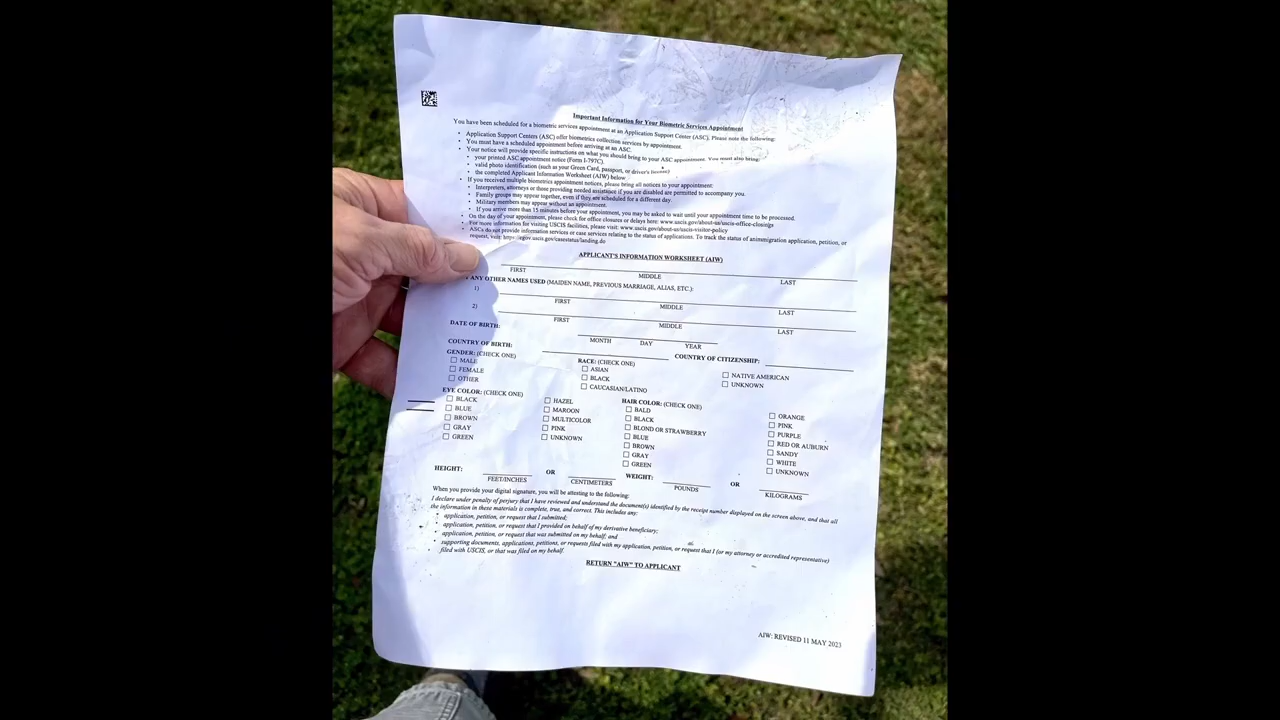 Important Information for Your Biometric Services Appointment
You have been scheduled for a biometric services appointment at an Application Support Center (ASC). Please note the following:
• Application Support Centers (ASC) offer biometrics collection services by appointment.
• You must have a scheduled appointment before arriving at an ASC.
• Your notice will provide specific instructions on what you should bring to your ASC appointment. You must also bring:
• your printed ASC appointment notice (Form I-797C).
• valid photo identification (such as your Green Card, passport, or driver's license)
• the completed Applicant Information Worksheet (AIW) below
• If you received multiple biometrics appointment notices, please bring all notices to your appointment:
• Interpreters, attorneys or those providing needed assistance if you are disabled are permitted to accompany you.
• Family groups may appear together, even if they are scheduled for a different day.
• Military members may appear without an appointment.
• If you arrive more than 15 minutes before your appointment, you may be asked to wait until your appointment time to be processed.
• On the day of your appointment, please check for office closures or delays here: www.uscis.gov/about-us/uscis-office-closings
• For more information for visiting USCIS facilities, please visit: www.uscis.gov/about-us/uscis-visitor-policy
• ASCs do not provide information services or case services relating to the status of applications. To track the status of an immigration application, petition, or
request, visit: https://egov.uscis.gov/casestatus/landing.do
APPLICANT'S INFORMATION WORKSHEET (AIW)
FIRST MIDDLE LAST
ANY OTHER NAMES USED (MAIDEN NAME, PREVIOUS MARRIAGE, ALIAS, ETC.):
1)
FIRST MIDDLE LAST
2)
FIRST MIDDLE LAST
DATE OF BIRTH:
MONTH DAY YEAR
COUNTRY OF BIRTH: COUNTRY OF CITIZENSHIP:
GENDER: (CHECK ONE) RACE: (CHECK ONE)
MALE ASIAN NATIVE AMERICAN
FEMALE BLACK UNKNOWN
OTHER CAUCASIAN/LATINO
EYE COLOR: (CHECK ONE) HAIR COLOR: (CHECK ONE)
BLACK HAZEL BALD ORANGE
BLUE MAROON BLACK PINK
BROWN MULTICOLOR BLOND OR STRAWBERRY PURPLE
GRAY PINK BLUE RED OR AUBURN
GREEN UNKNOWN BROWN SANDY
GRAY WHITE
GREEN UNKNOWN
HEIGHT: OR WEIGHT: OR
FEET/INCHES CENTIMETERS POUNDS KILOGRAMS
When you provide your digital signature, you will be attesting to the following:
I declare under penalty of perjury that I have reviewed and understand the document(s) identified by the receipt number displayed on the screen above, and that all
the information in these materials is complete, true, and correct. This includes any:
• application, petition, or request that I submitted;
• application, petition, or request that I provided on behalf of my derivative beneficiary;
• application, petition, or request that was submitted on my behalf; and
• supporting documents, applications, petitions, or requests filed with my application, petition, or request that I (or my attorney or accredited representative)
filed with USCIS, or that was filed on my behalf.
RETURN "AIW" TO APPLICANT
AIW: REVISED 11 MAY 2023